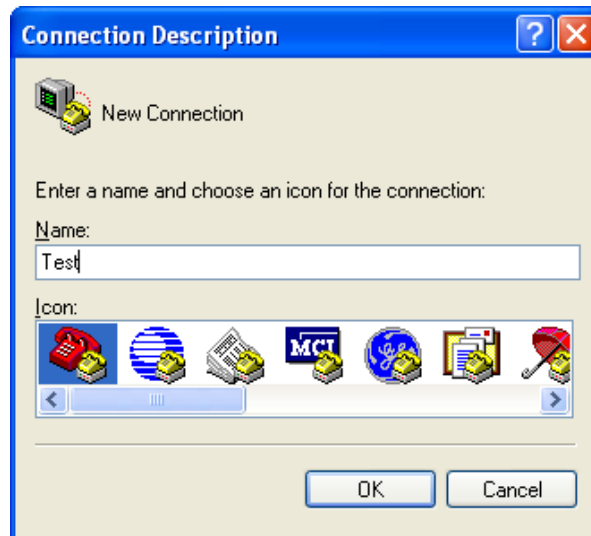 Connection Description
New Connection
Enter a name and choose an icon for the connection:
Name:
Test
Icon:
MCI
OK Cancel